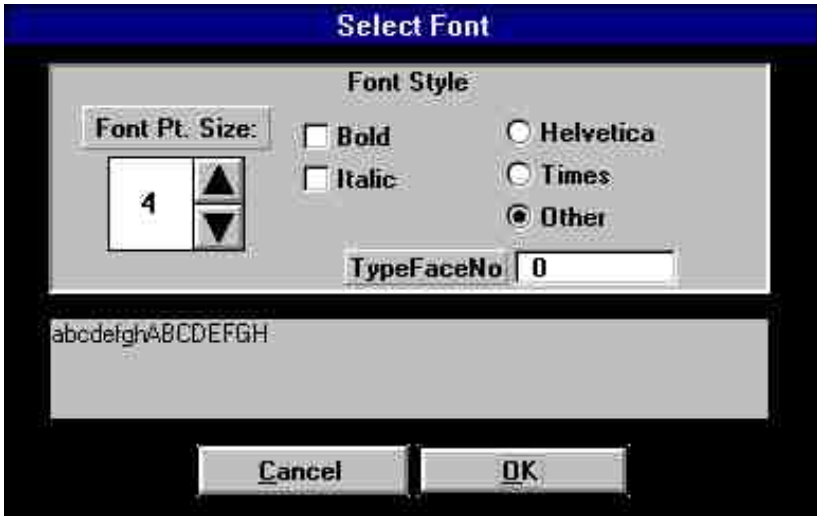 Select Font
Font Style
Font Pt. Size:
Bold
Helvetica
4
Italic
Times
Other
TypeFaceNo 0
abcdefghABCDEFGH
Cancel
OK